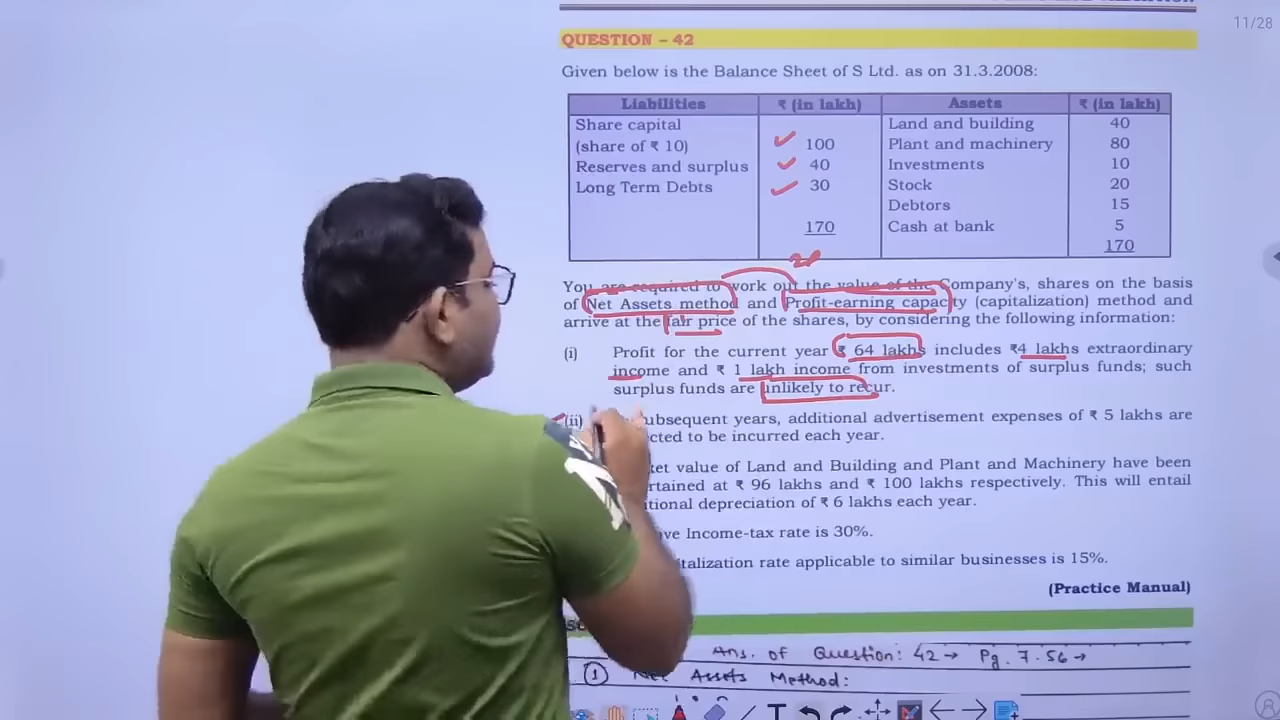 11/28
QUESTION – 42
Given below is the Balance Sheet of S Ltd. as on 31.3.2008:
Liabilities ₹ (in lakh) Assets ₹ (in lakh)
Share capital Land and building 40
(share of ₹ 10) 100 Plant and machinery 80
Reserves and surplus 40 Investments 10
Long Term Debts 30 Stock 20
Debtors 15
170 Cash at bank 5
170
You are required to work out the value of the Company's, shares on the basis
of Net Assets method and Profit-earning capacity (capitalization) method and
arrive at the fair price of the shares, by considering the following information:
(i) Profit for the current year ₹ 64 lakhs includes ₹4 lakhs extraordinary
income and ₹ 1 lakh income from investments of surplus funds; such
surplus funds are unlikely to recur.
(ii) ubsequent years, additional advertisement expenses of ₹ 5 lakhs are
cted to be incurred each year.
ket value of Land and Building and Plant and Machinery have been
rtained at ₹ 96 lakhs and ₹ 100 lakhs respectively. This will entail
itional depreciation of ₹ 6 lakhs each year.
ve Income-tax rate is 30%.
italization rate applicable to similar businesses is 15%.
(Practice Manual)
Ans. of Question: 42→ Pg. 7.56→
① Net Assets Method: